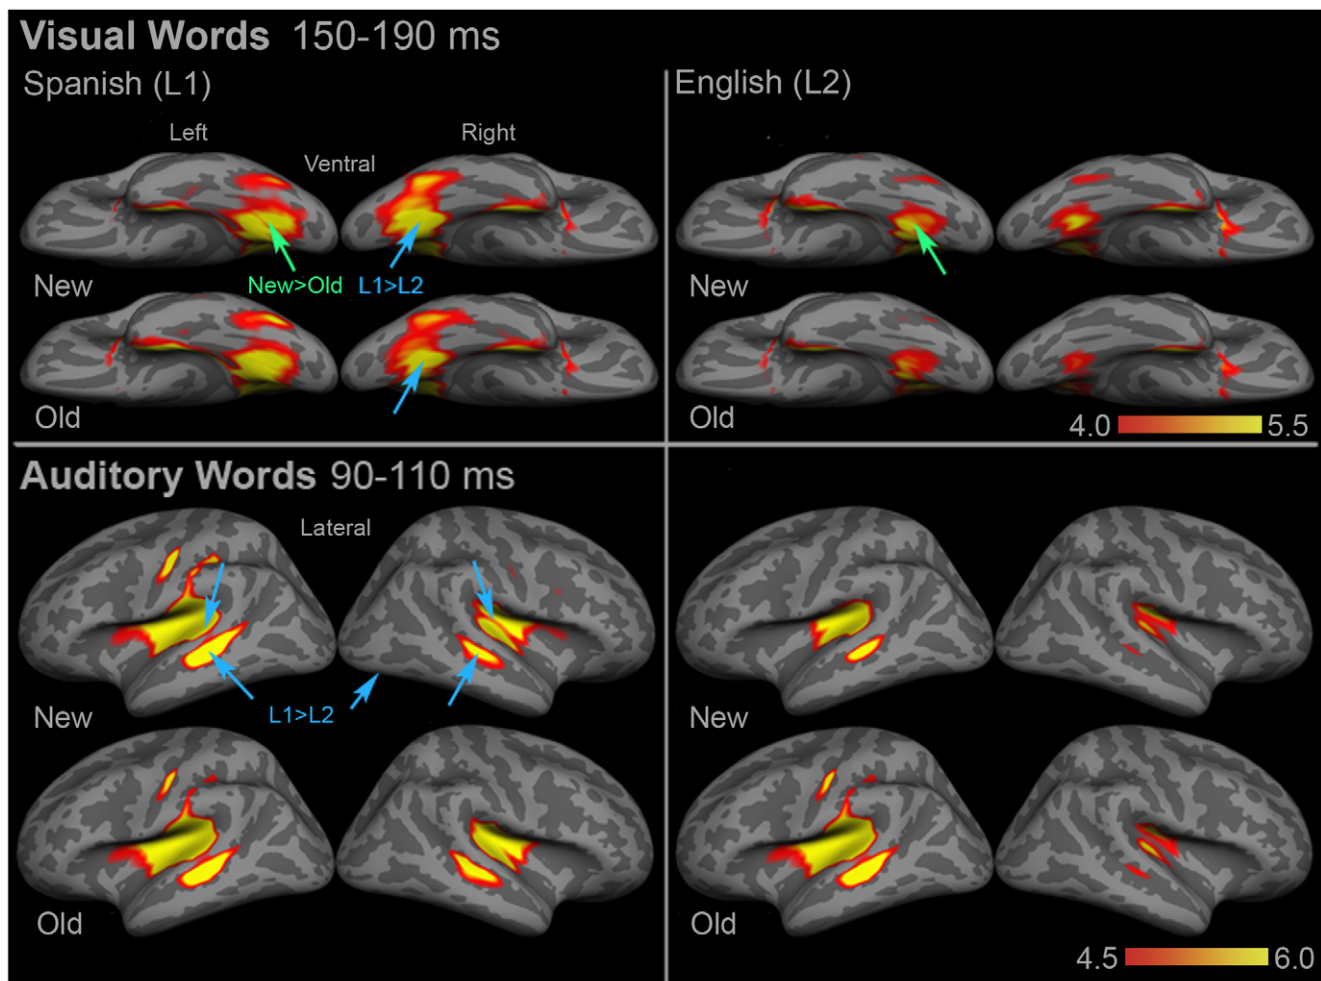 Visual Words 150-190 ms
Spanish (L1)
English (L2)
Left
Right
Ventral
New
New>Old
L1>L2
New
Old
Old
4.0
5.5
Auditory Words 90-110 ms
Lateral
New
L1>L2
New
Old
Old
4.5
6.0